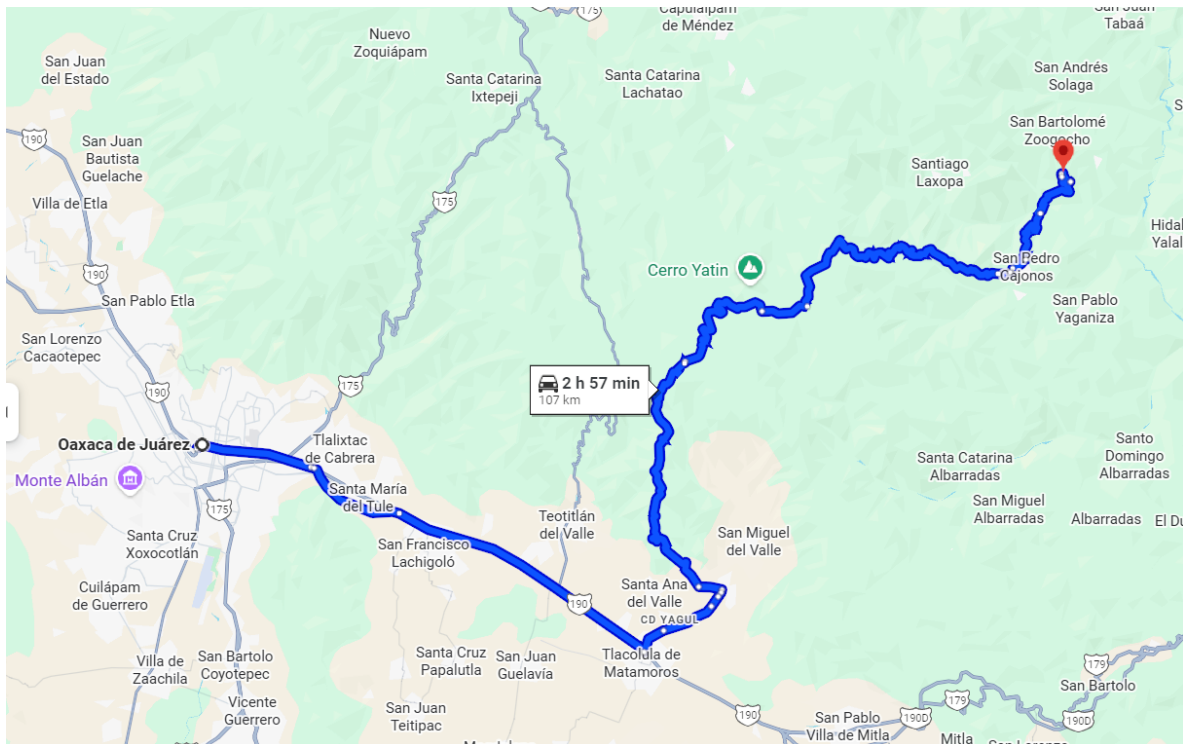 175
Capulálpam
de Méndez
San Juan
Tabaá
Nuevo
Zoquiápam
San Juan
del Estado
Santa Catarina
Ixtepeji
Santa Catarina
Lachatao
San Andrés
Solaga
190
San Juan
Bautista
Guelache
San Bartolomé
Zoogocho
Santiago
Laxopa
175
Villa de Etla
Hidal
Yalal
190
Cerro Yatin
San Pedro
Cajonos
San Pablo Etla
San Pablo
Yaganiza
San Lorenzo
Cacaotepec
190
175
2 h 57 min
107 km
Oaxaca de Juárez
Tlalixtac
de Cabrera
Monte Albán
Santa María
del Tule
Santa Catarina
Albarradas
Santo
Domingo
Albarradas
175
San Miguel
Albarradas
Albarradas
El Du
Santa Cruz
Xoxocotlán
San Francisco
Lachigoló
Teotitlán
del Valle
San Miguel
del Valle
Cuilápam
de Guerrero
190
Santa Ana
del Valle
CD YAGUL
Villa de
Zaachila
San Bartolo
Coyotepec
Santa Cruz
Papalutla
San Juan
Guelavía
Tlacolula de
Matamoros
179
San Bartolo
Vicente
Guerrero
San Juan
Teitipac
190
San Pablo
Villa de Mitla
190D
179
190D
Mitla